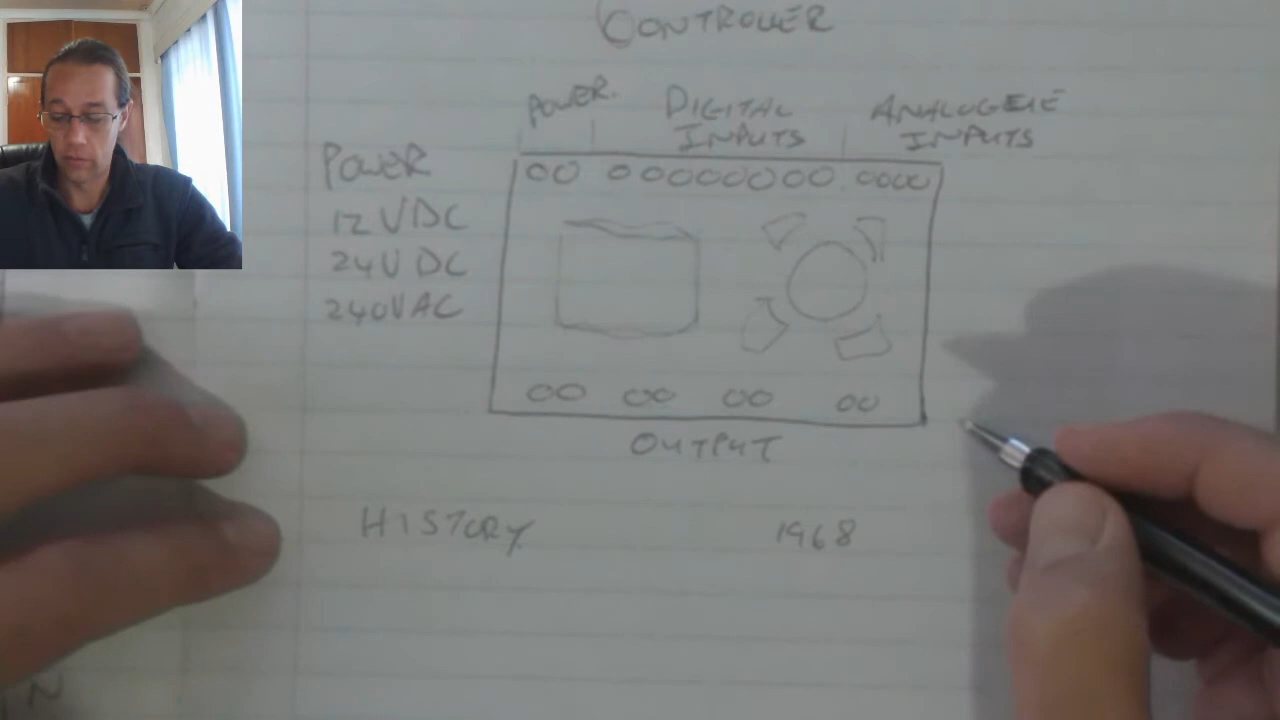 CONTROLLER
POWER DIGITAL INPUTS ANALOGUE INPUTS
POWER
12VDC
24VDC
240VAC
OUTPUT
HISTORY 1968
N